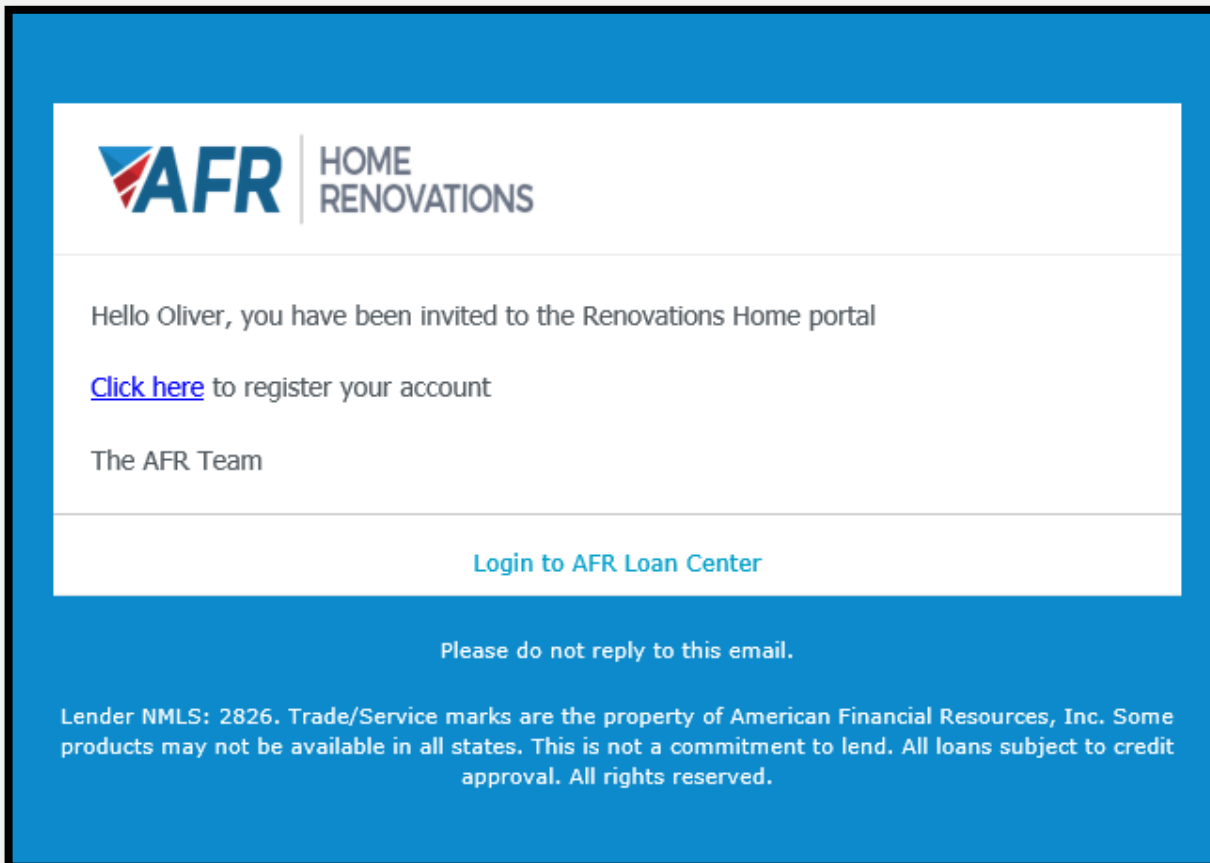 AFR
HOME
RENOVATIONS
Hello Oliver, you have been invited to the Renovations Home portal
Click here to register your account
The AFR Team
Login to AFR Loan Center
Please do not reply to this email.
Lender NMLS: 2826. Trade/Service marks are the property of American Financial Resources, Inc. Some
products may not be available in all states. This is not a commitment to lend. All loans subject to credit
approval. All rights reserved.